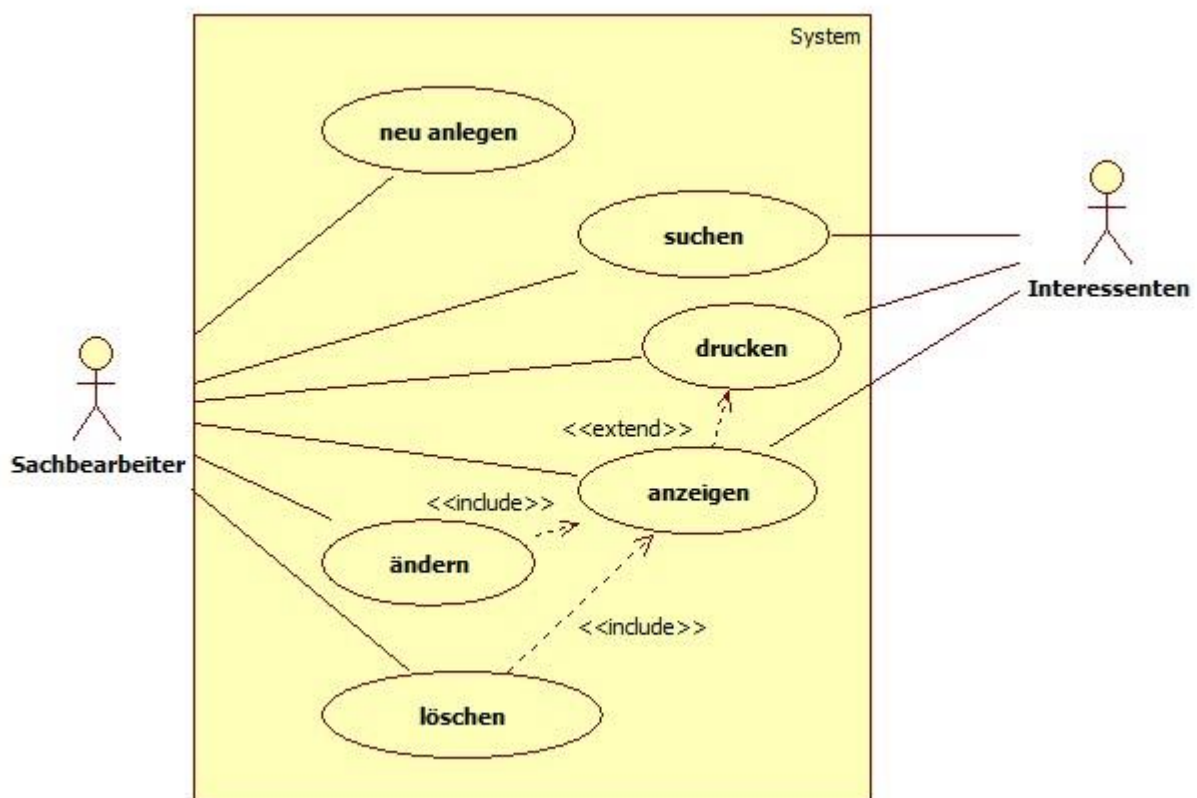 System
neu anlegen
suchen
Interessenten
drucken
Sachbearbeiter
<<extend>>
anzeigen
<<include>>
ändern
<<include>>
löschen